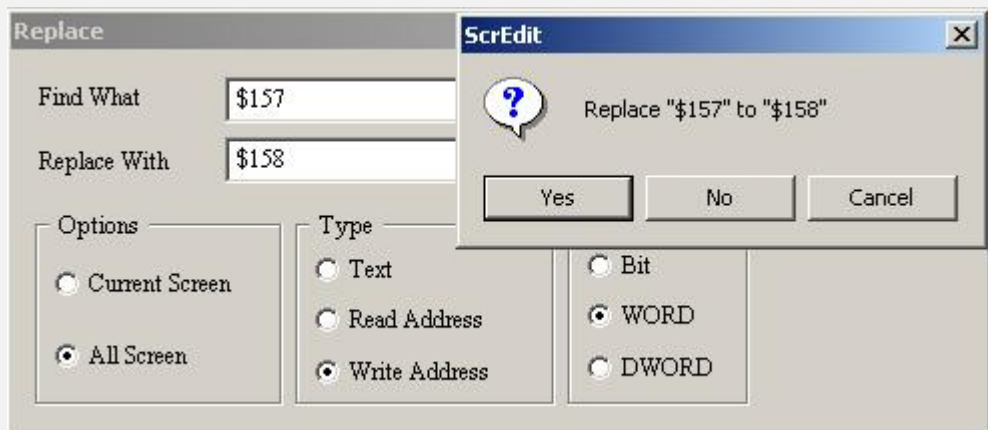 Replace
Find What
$157
Replace With
$158
Options
Current Screen
All Screen
Type
Text
Read Address
Write Address
Bit
WORD
DWORD
ScrEdit
?
Replace "$157" to "$158"
Yes
No
Cancel